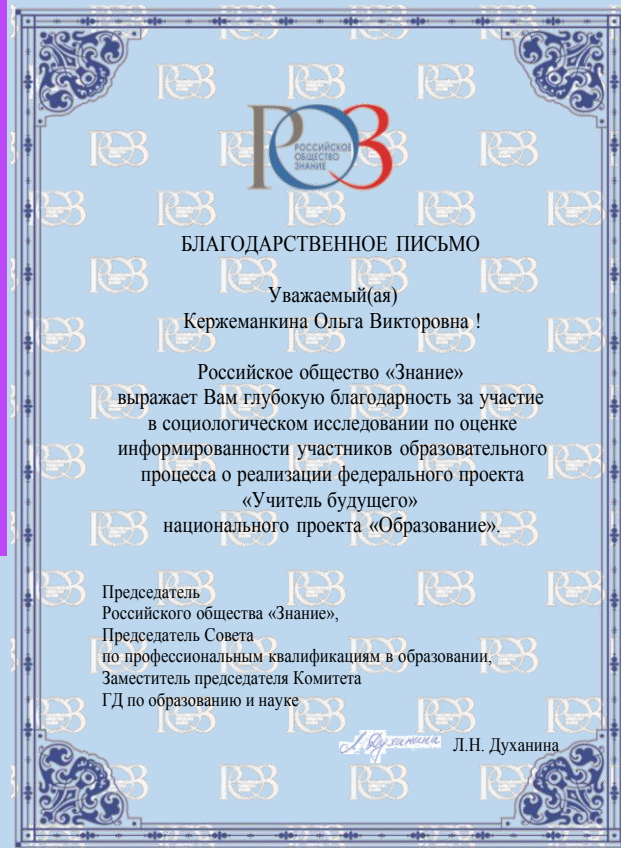 РОЗ
РОССИЙСКОЕ
ОБЩЕСТВО
ЗНАНИЕ
БЛАГОДАРСТВЕННОЕ ПИСЬМО
Уважаемый(ая)
Кержеманкина Ольга Викторовна !
Российское общество «Знание»
выражает Вам глубокую благодарность за участие
в социологическом исследовании по оценке
информированности участников образовательного
процесса о реализации федерального проекта
«Учитель будущего»
национального проекта «Образование».
Председатель
Российского общества «Знание»,
Председатель Совета
по профессиональным квалификациям в образовании,
Заместитель председателя Комитета
ГД по образованию и науке
Л. Духанина Л.Н. Духанина